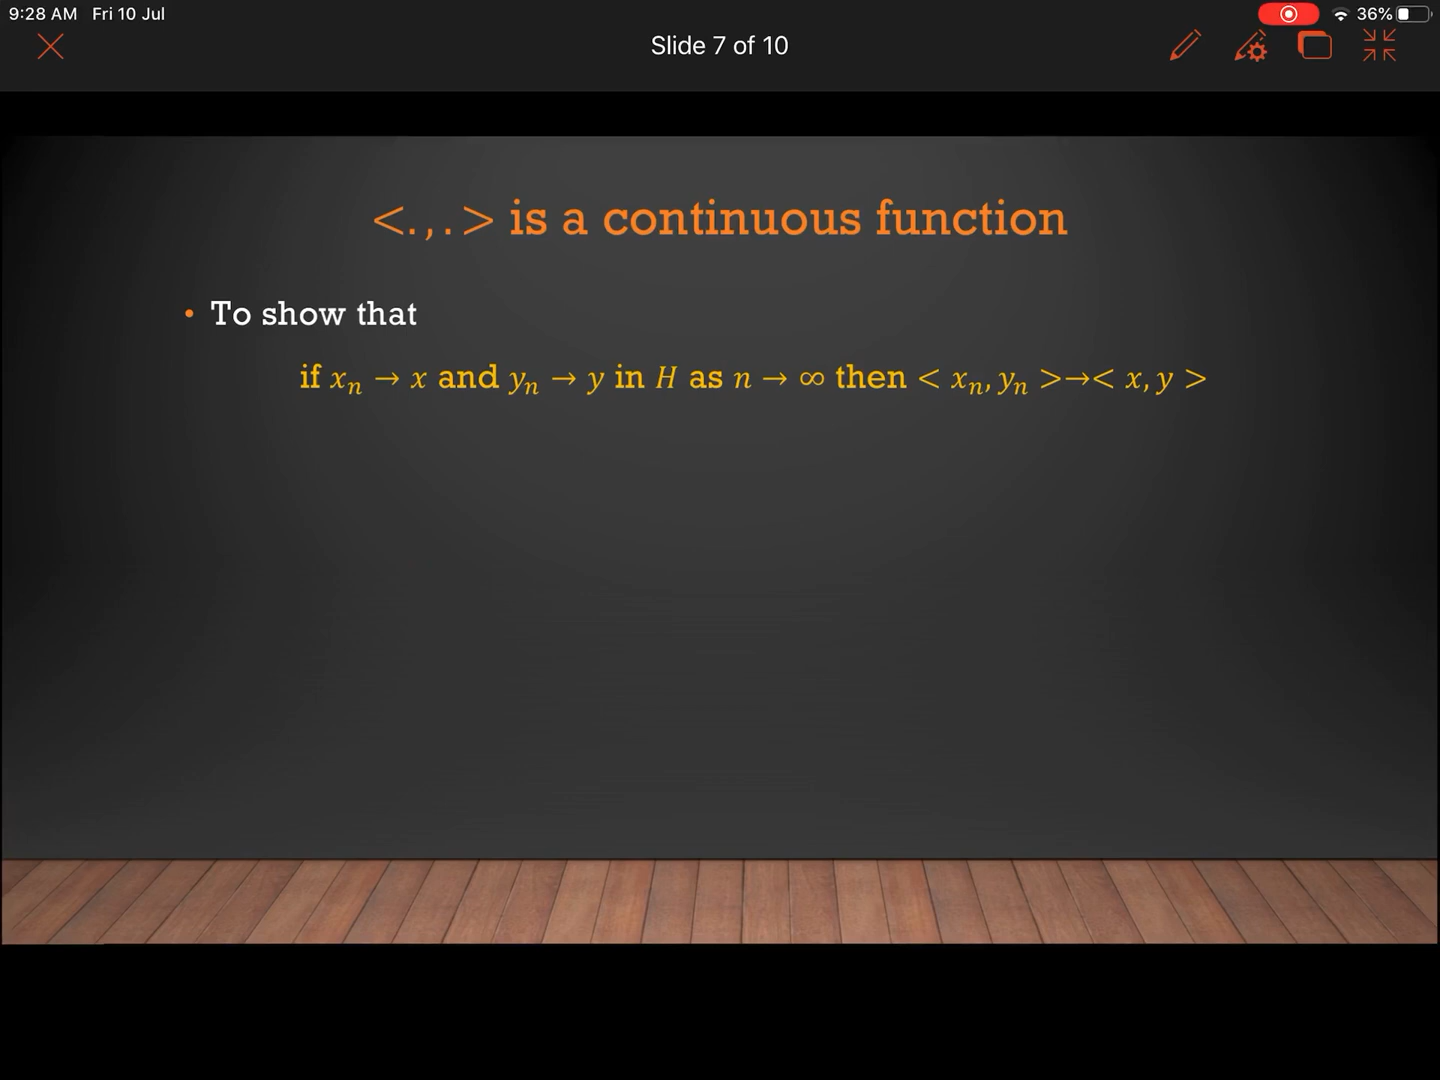 9:28 AM Fri 10 Jul
36%
Slide 7 of 10
<.,.> is a continuous function
• To show that
if xₙ → x and yₙ → y in H as n → ∞ then < xₙ, yₙ >→< x, y >